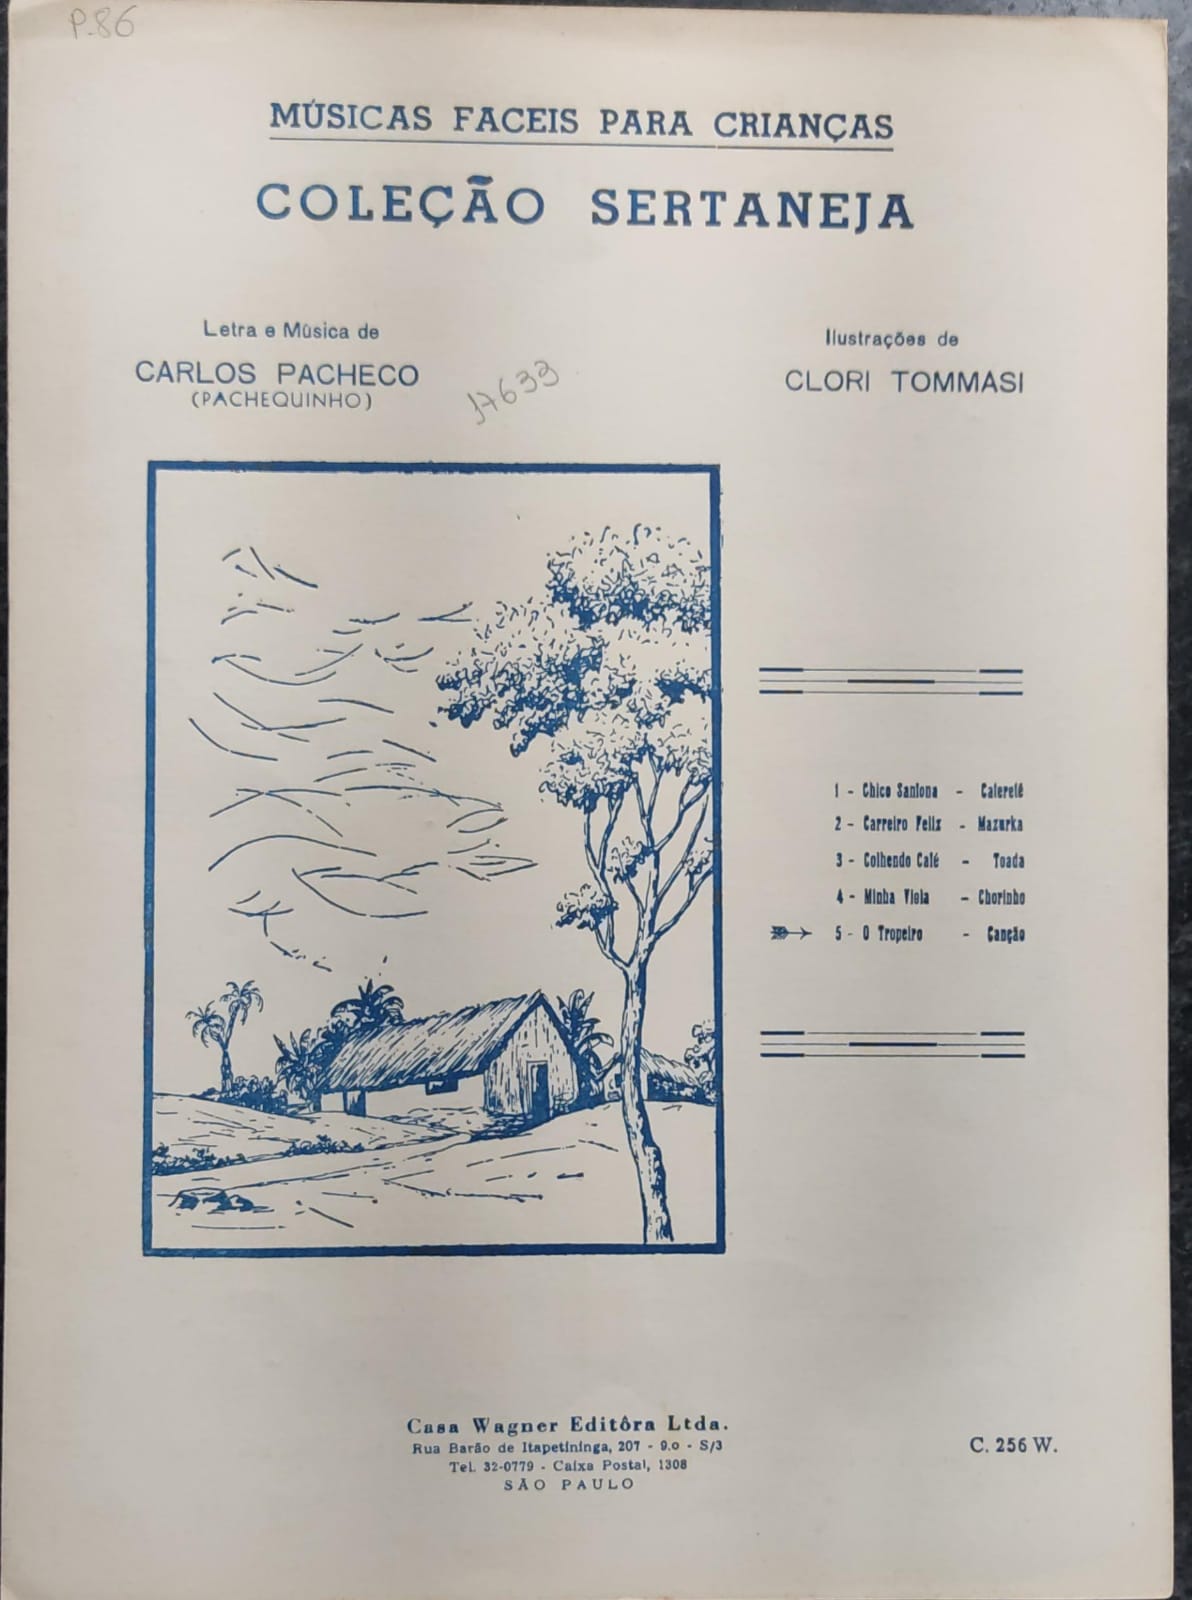 P.86
MÚSICAS FACEIS PARA CRIANÇAS
COLEÇÃO SERTANEJA
Letra e Mûsica de
CARLOS PACHECO
(PACHEQUINHO)
17633
Ilustrações de
CLORI TOMMASI
1 - Chico Sanfona - Catereté
2 - Carreiro Feliz - Mazurka
3 - Colhendo Café - Toada
4 - Minha Viola - Chorinho
5 - O Tropeiro - Canção
Casa Wagner Editôra Ltda.
Rua Barão de Itapetininga, 207 - 9.o - S/3
Tel. 32-0779 - Caixa Postal, 1308
SÃO PAULO
C. 256 W.